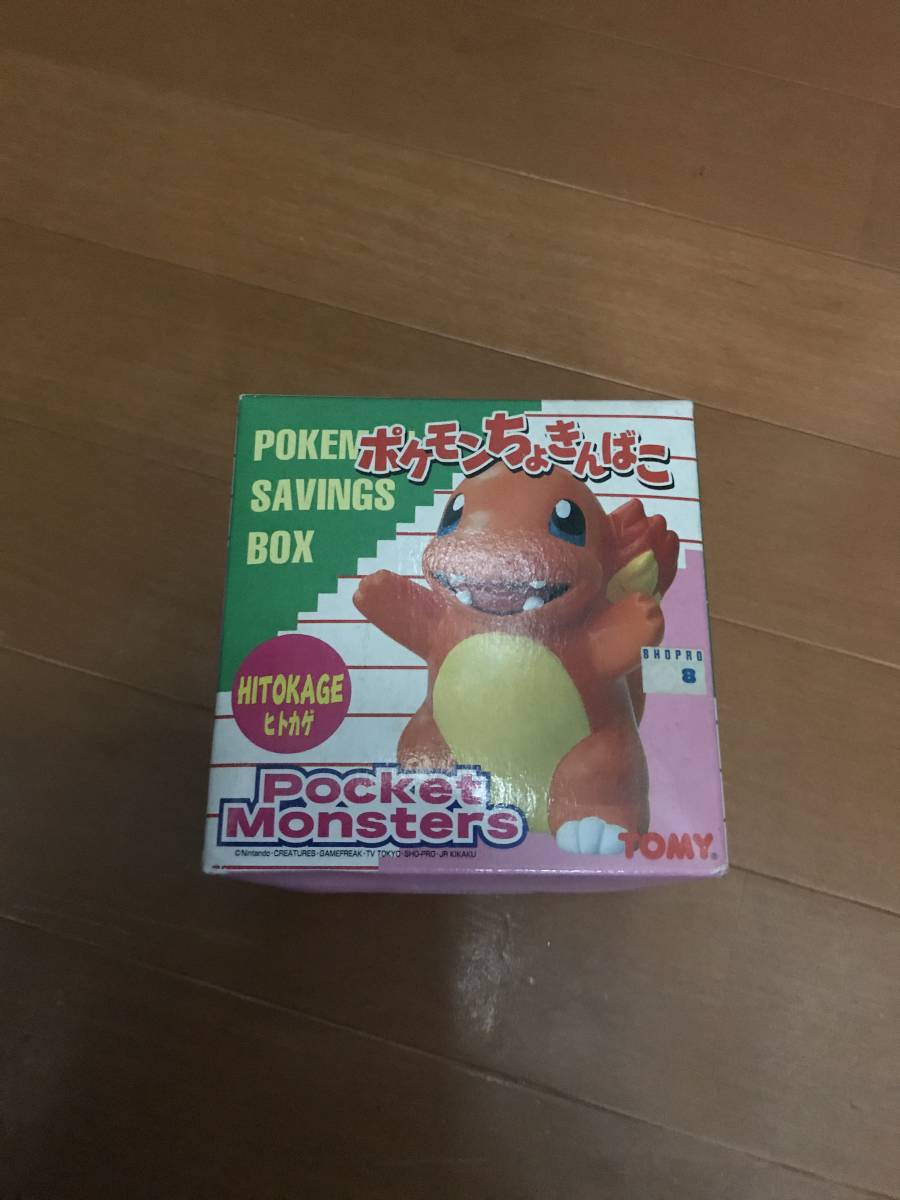 POKEM
ポケモンちょきんばこ
SAVINGS
BOX
SHOPRO
8
HITOKAGE
ヒトカゲ
Pocket
Monsters
TOMY®
©Nintendo・CREATURES・GAMEFREAK・TV TOKYO・SHO-PRO・JR KIKAKU